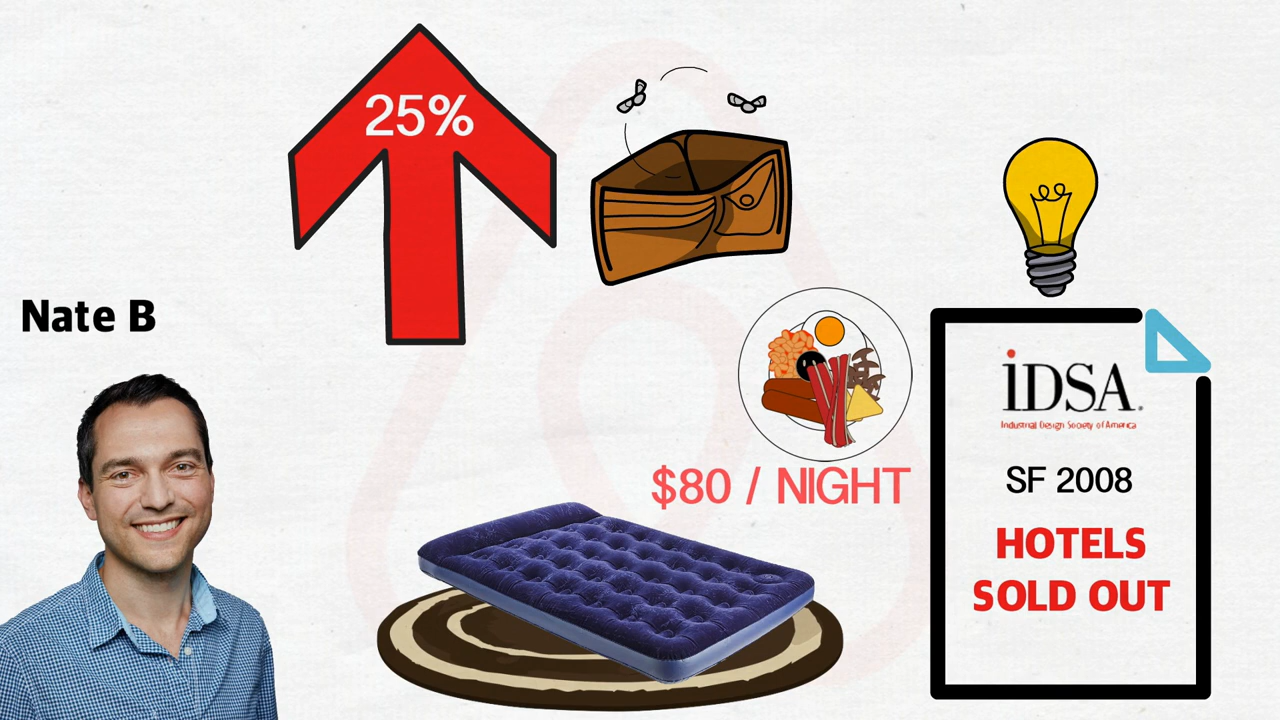 25%
Nate B
$80 / NIGHT
iDSA.
Industrial Design Society of America
SF 2008
HOTELS
SOLD OUT